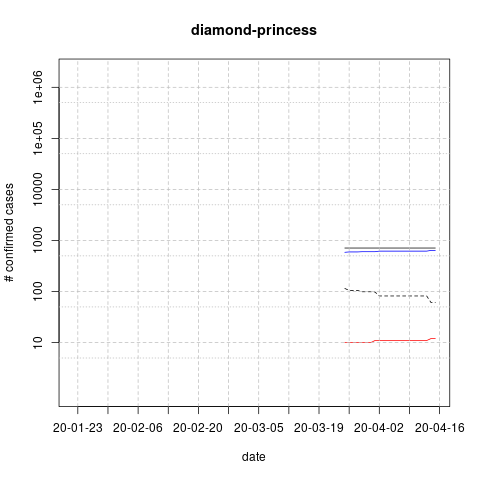 diamond-princess
# confirmed cases
1e+06
1e+05
10000
1000
100
10
20-01-23 20-02-06 20-02-20 20-03-05 20-03-19 20-04-02 20-04-16
date